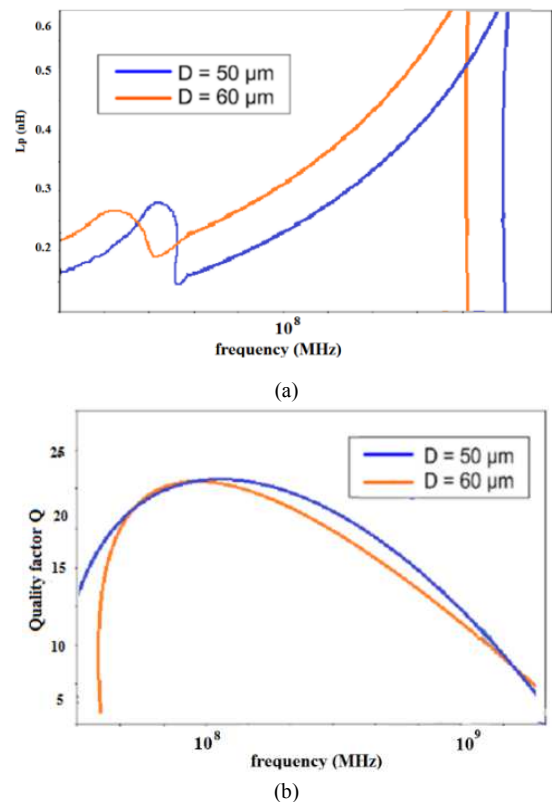 0.6
0.5
0.4
0.3
0.2
Lp (nH)
D = 50 µm
D = 60 µm
10⁸
frequency (MHz)
(a)
25
20
15
10
5
Quality factor Q
D = 50 µm
D = 60 µm
10⁸ 10⁹
frequency (MHz)
(b)